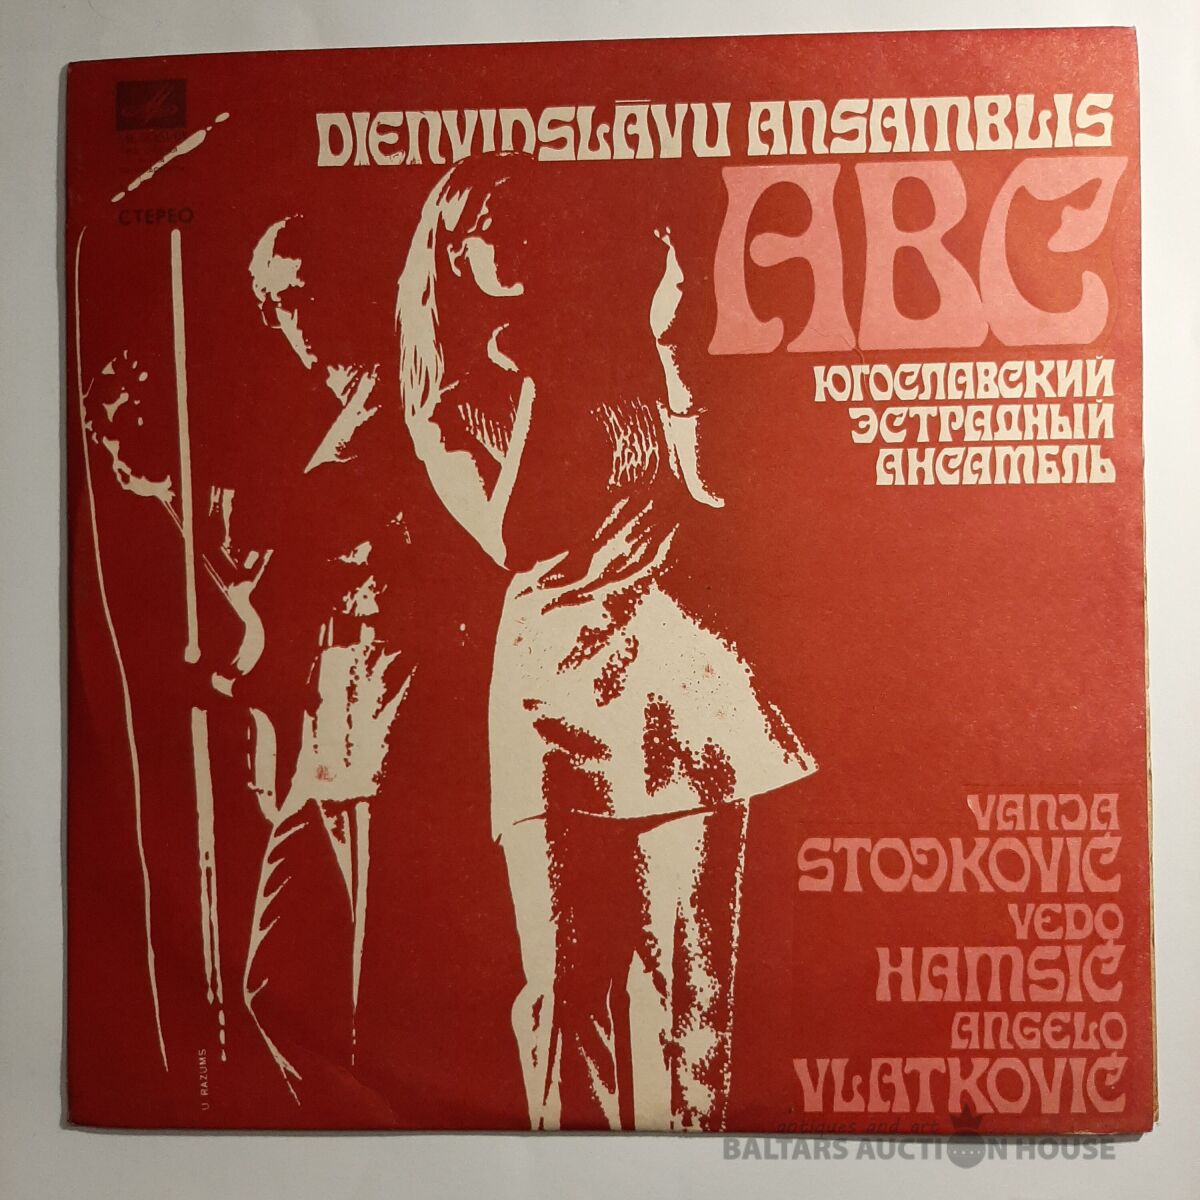 DIENVIDSLĀVU ANSAMBLIS
ABC
СТЕРЕО
ЮГОСЛАВСКИЙ
ЭСТРАДНЫЙ
АНСАМБЛЬ
VANJA
STOJKOVIĆ
VEDO
HAMSIĆ
ANGELO
VLATKOVIĆ
U RAZUMS
antiques and art
BALTARS AUCTION HOUSE